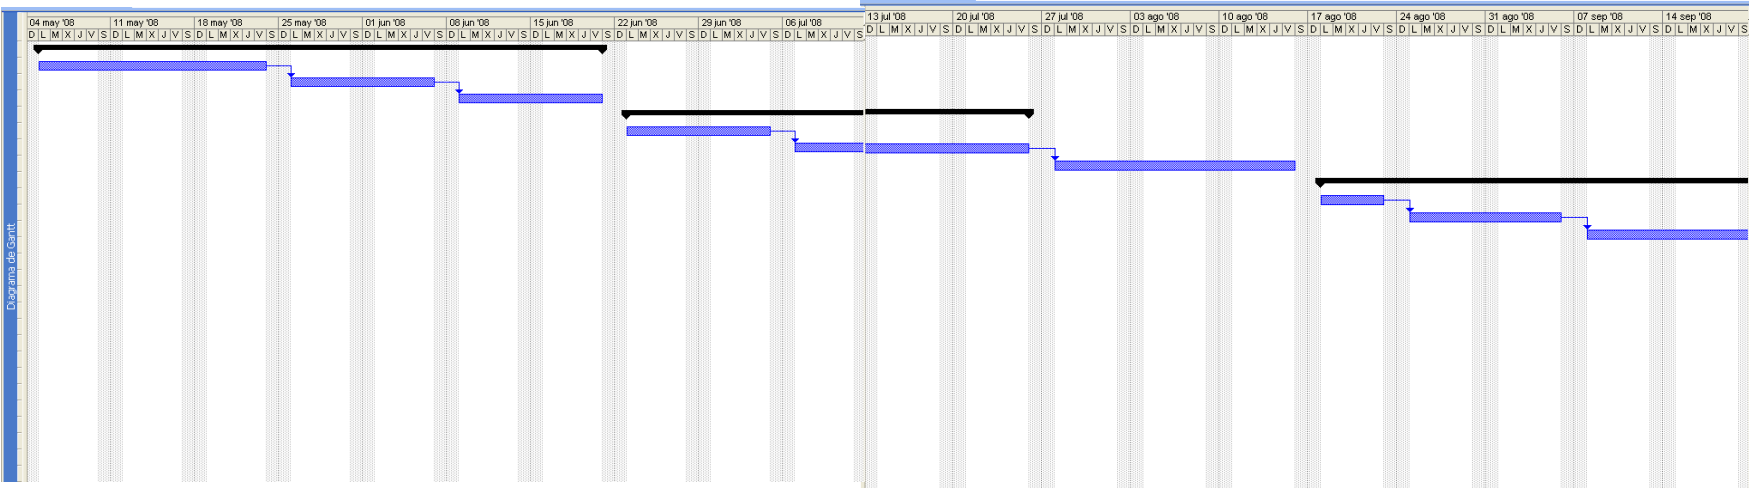 04 may '08 11 may '08 18 may '08 25 may '08 01 jun '08 08 jun '08 15 jun '08 22 jun '08 29 jun '08 06 jul '08 13 jul '08 20 jul '08 27 jul '08 03 ago '08 10 ago '08 17 ago '08 24 ago '08 31 ago '08 07 sep '08 14 sep '08
D L M X J V S D L M X J V S D L M X J V S D L M X J V S D L M X J V S D L M X J V S D L M X J V S D L M X J V S D L M X J V S D L M X J V S D L M X J V S D L M X J V S D L M X J V S D L M X J V S D L M X J V S D L M X J V S D L M X J V S D L M X J V S D L M X J V S D L M X J V S
Diagrama de Gantt